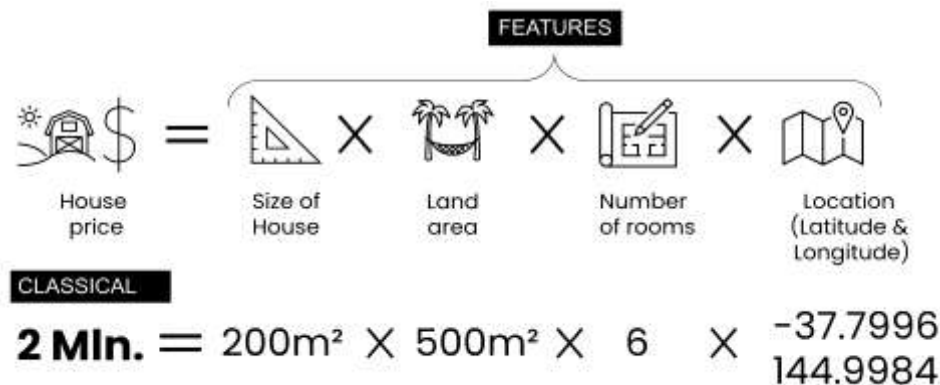 FEATURES
$ = × × ×
House price
Size of House
Land area
Number of rooms
Location (Latitude & Longitude)
CLASSICAL
2 Mln. = 200m² × 500m² × 6 × -37.7996
144.9984